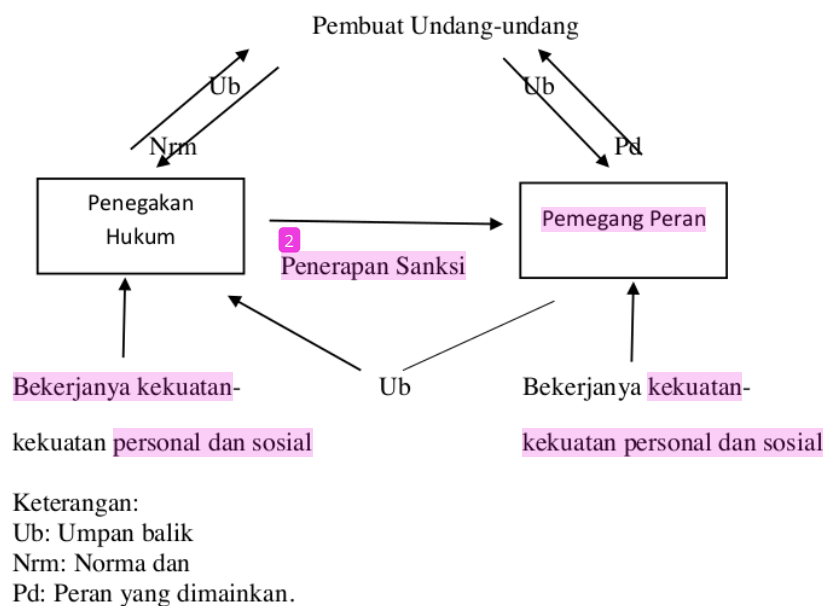 Pembuat Undang-undang
Ub
Ub
Nrm
Pd
Penegakan
Hukum
Pemegang Peran
2
Penerapan Sanksi
Bekerjanya kekuatan-
kekuatan personal dan sosial
Ub
Bekerjanya kekuatan-
kekuatan personal dan sosial
Keterangan:
Ub: Umpan balik
Nrm: Norma dan
Pd: Peran yang dimainkan.